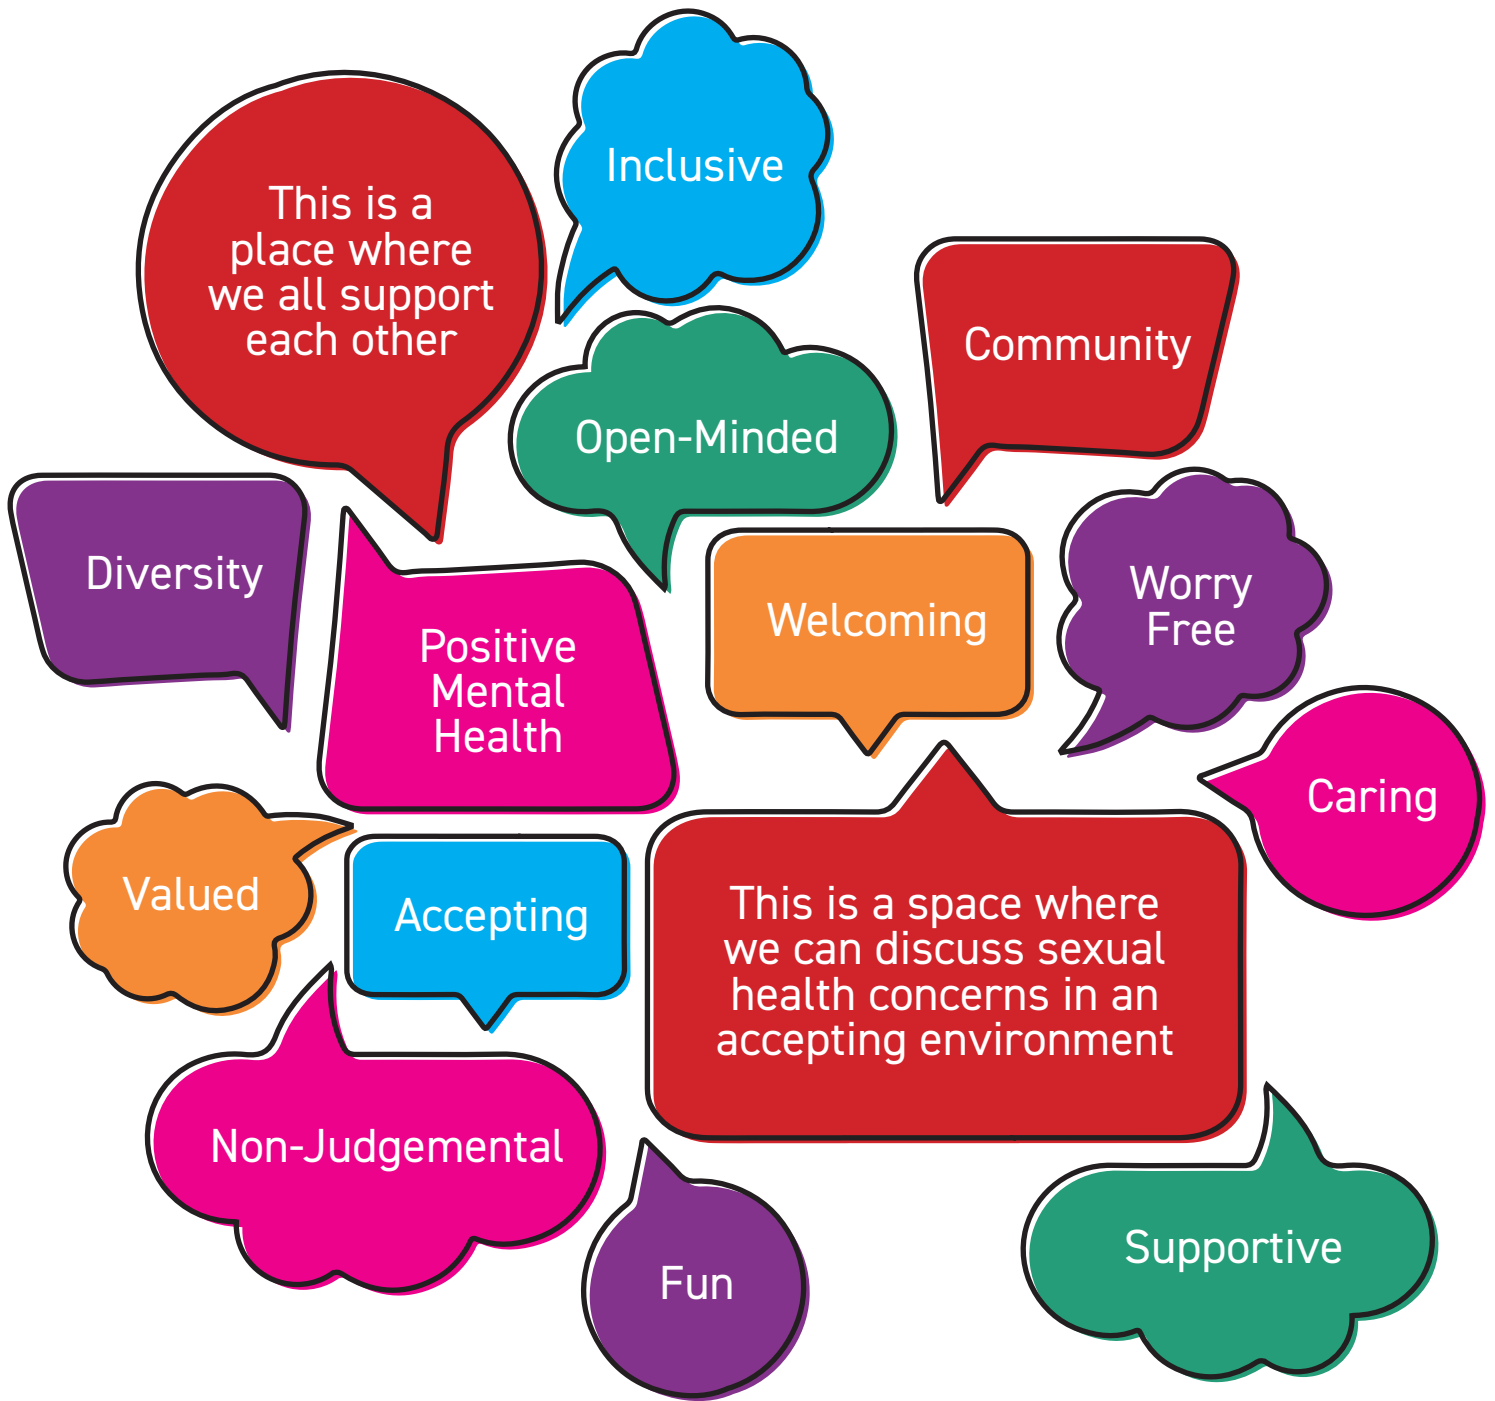 Inclusive
This is a
place where
we all support
each other
Community
Open-Minded
Diversity
Welcoming
Worry
Free
Positive
Mental
Health
Caring
Valued
Accepting
This is a space where
we can discuss sexual
health concerns in an
accepting environment
Non-Judgemental
Supportive
Fun